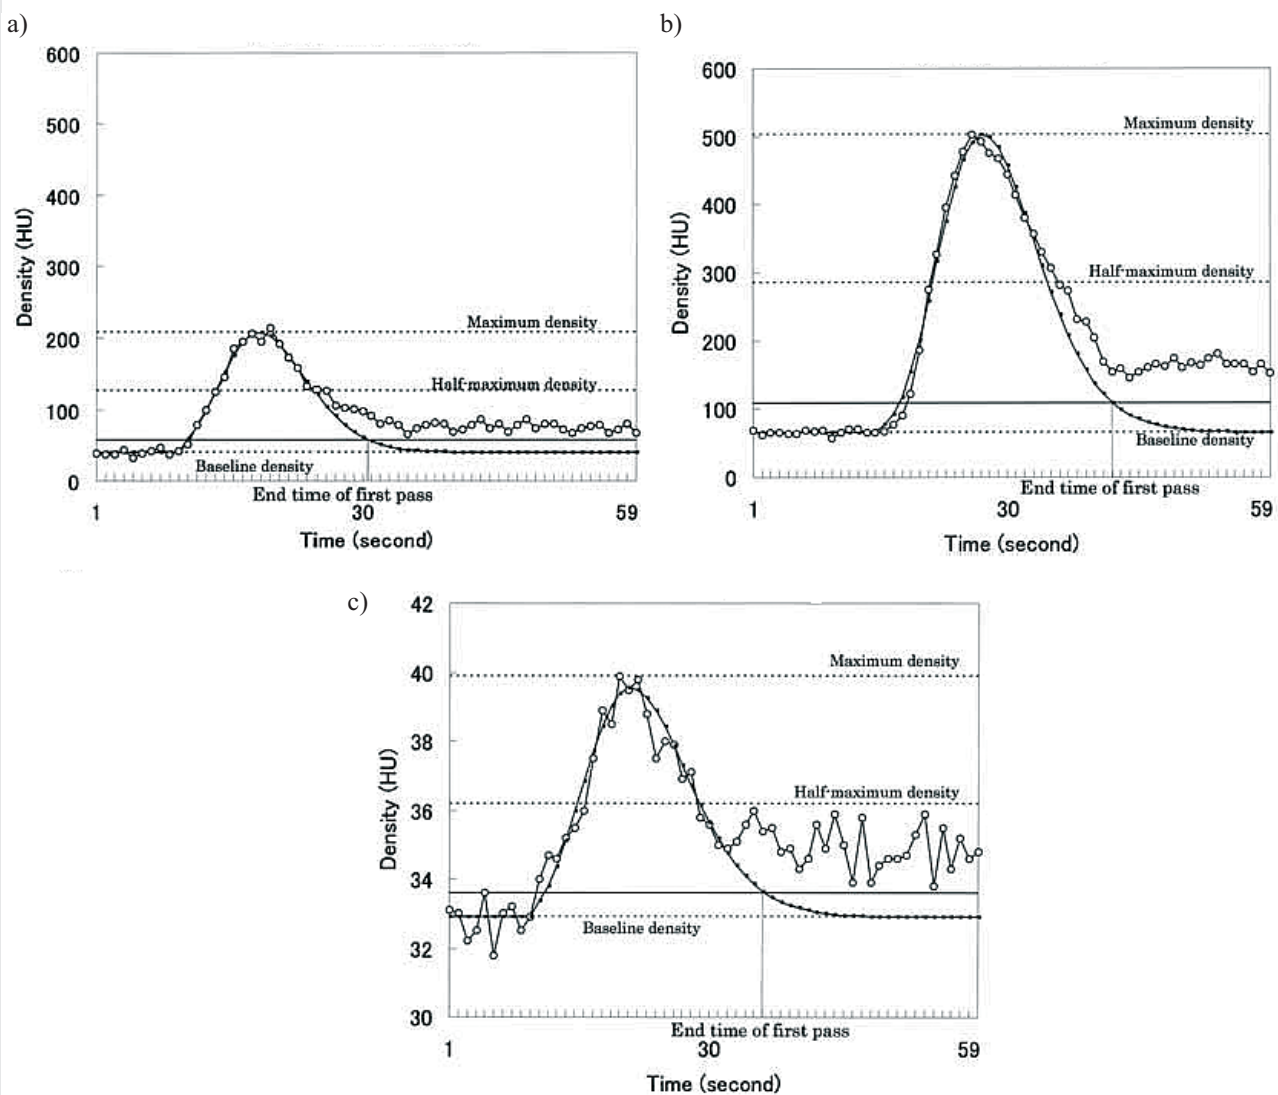 a)
600
500
400
300
200
100
0
Density (HU)
Maximum density
Half-maximum density
Baseline density
End time of first pass
1
30
59
Time (second)
b)
600
500
400
300
200
100
0
Density (HU)
Maximum density
Half-maximum density
Baseline density
End time of first pass
1
30
59
Time (second)
c)
42
40
38
36
34
32
30
Density (HU)
Maximum density
Half-maximum density
Baseline density
End time of first pass
1
30
59
Time (second)